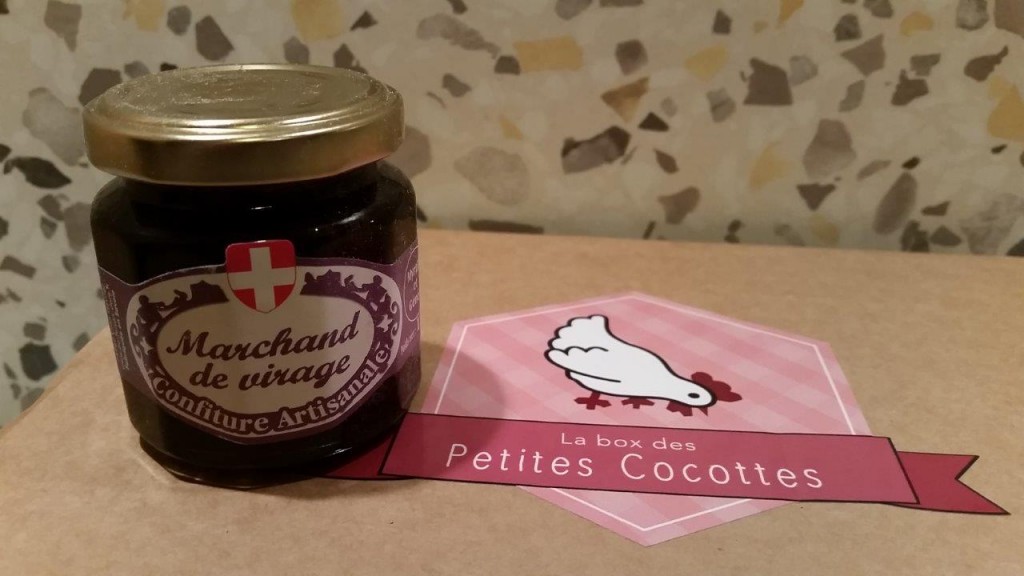 Marchand
de virage
Confiture Artisanale
La box des
Petites Cocottes